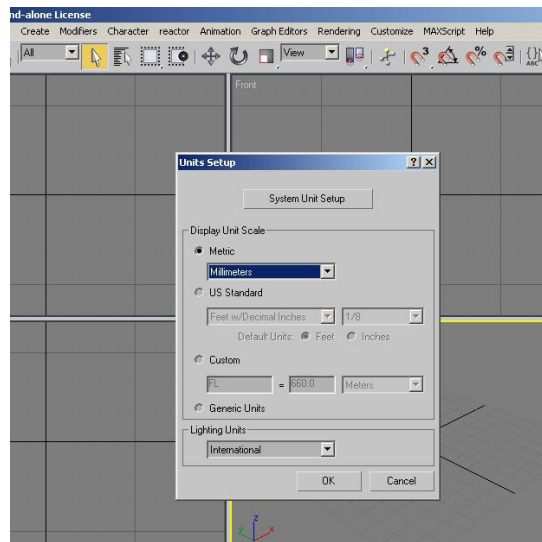 nd-alone License
Create Modifiers Character reactor Animation Graph Editors Rendering Customize MAXScript Help
All
View
3
%
ABC
Front
Units Setup
System Unit Setup
Display Unit Scale
Metric
Millimeters
US Standard
Feet w/Decimal Inches 1/8
Default Units: Feet Inches
Custom
FL = 660.0 Meters
Generic Units
Lighting Units
International
OK Cancel
z
y x